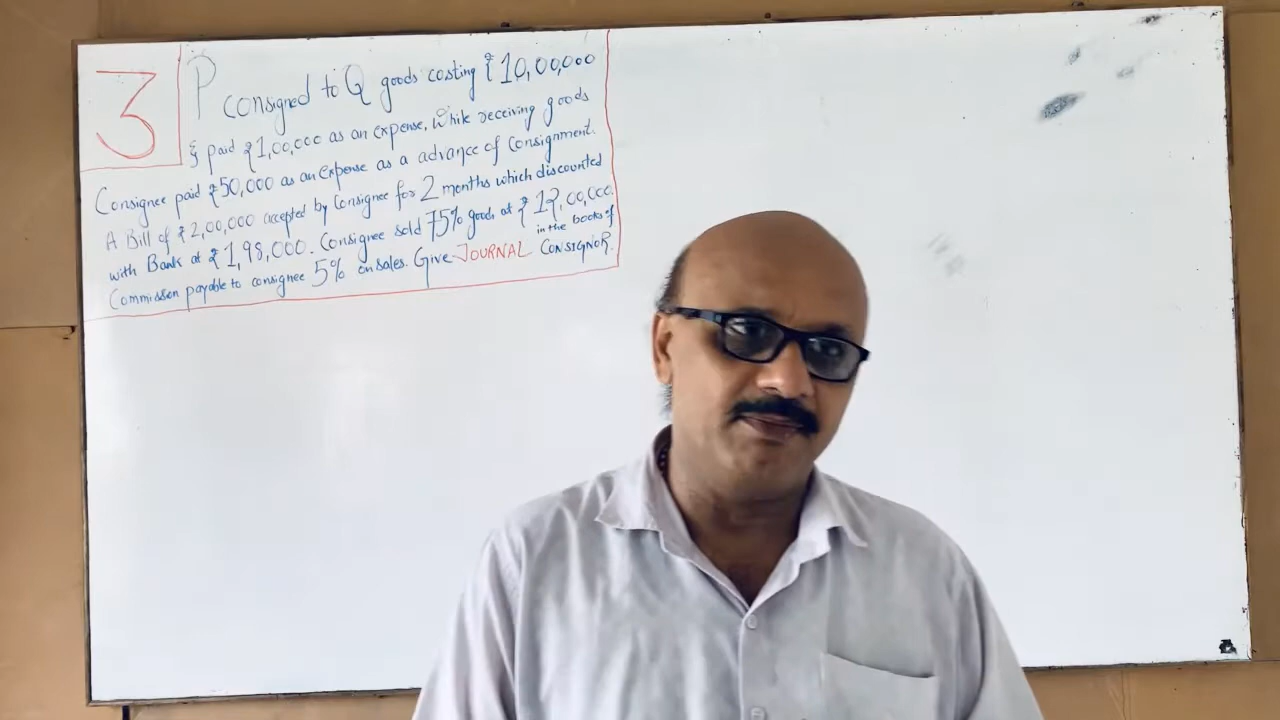 3
P consigned to Q goods costing ₹ 10,00,000
& paid ₹1,00,000 as an expense, While receiving goods
Consignee paid ₹50,000 as an expense as a advance of Consignment.
A Bill of ₹ 2,00,000 accepted by Consignee for 2 months which discounted
with Bank at ₹ 1,98,000. Consignee sold 75% goods at ₹ 12,00,000.
Commission payable to consignee 5% on sales. Give JOURNAL in the books of CONSIGNOR.